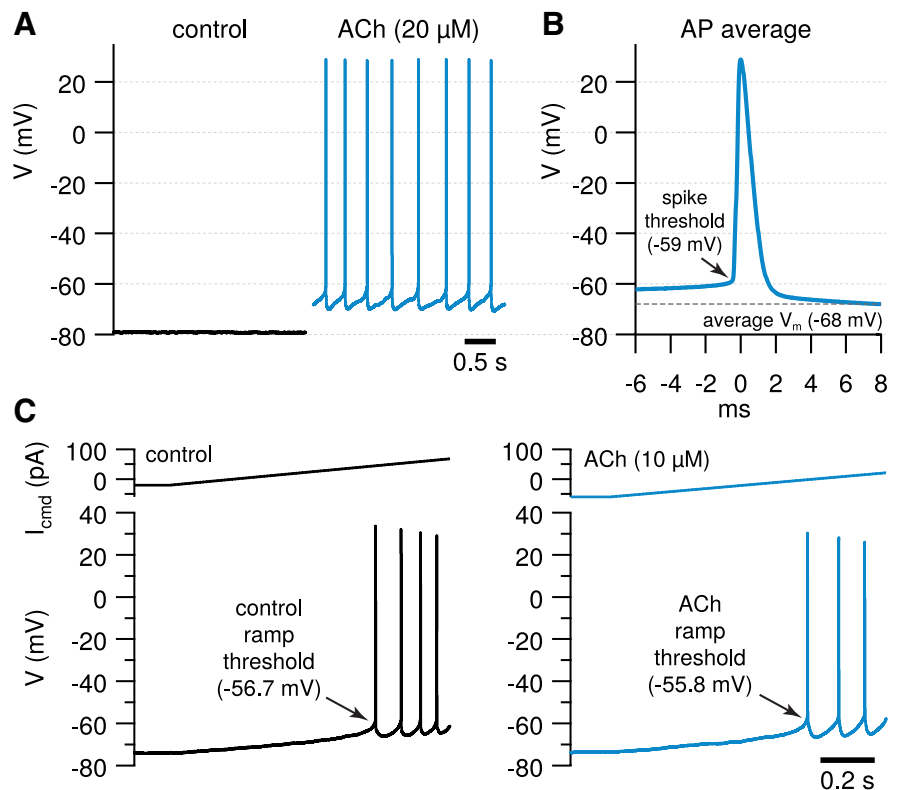 A
control
ACh (20 µM)
V (mV)
20
0
-20
-40
-60
-80
0.5 s
B
AP average
V (mV)
20
0
-20
-40
-60
-80
spike
threshold
(-59 mV)
average Vm (-68 mV)
-6 -4 -2 0 2 4 6 8
ms
C
Icmd (pA)
100
0
control
V (mV)
40
20
0
-20
-40
-60
-80
control
ramp
threshold
(-56.7 mV)
100
0
ACh (10 µM)
40
20
0
-20
-40
-60
-80
ACh
ramp
threshold
(-55.8 mV)
0.2 s